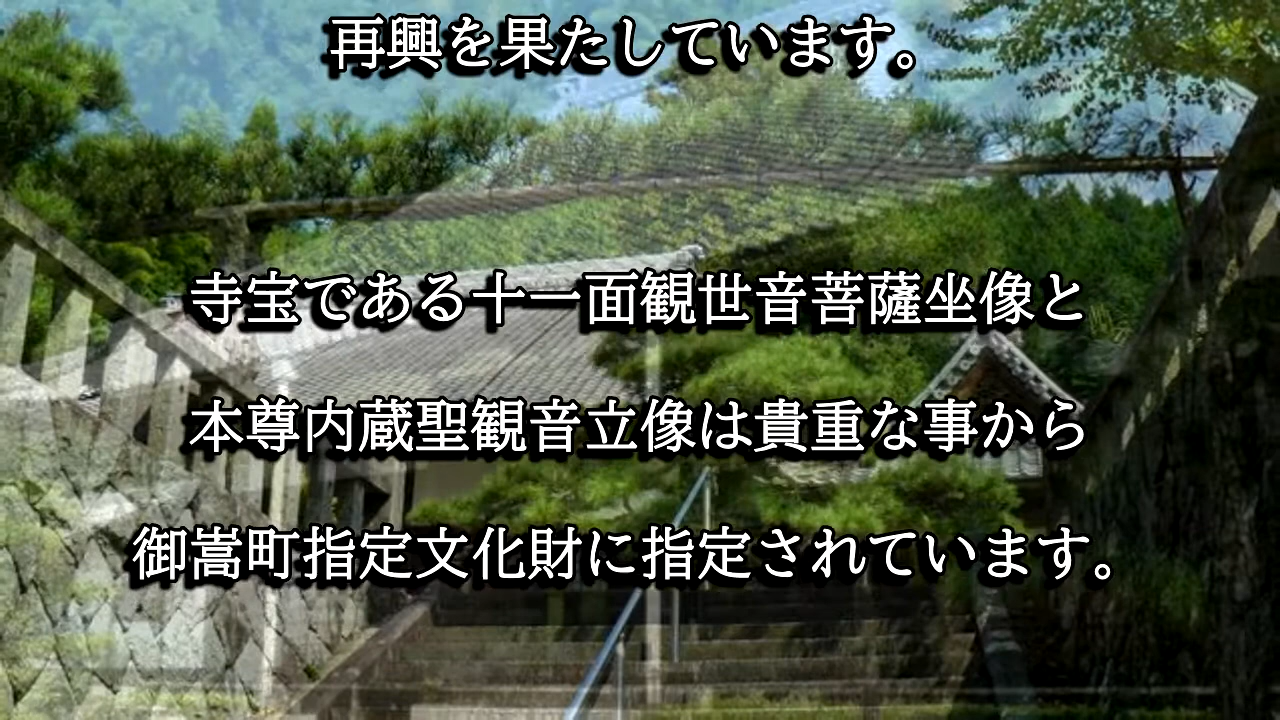 再興を果たしています。
寺宝である十一面観世音菩薩坐像と
本尊内蔵聖観音立像は貴重な事から
御嵩町指定文化財に指定されています。